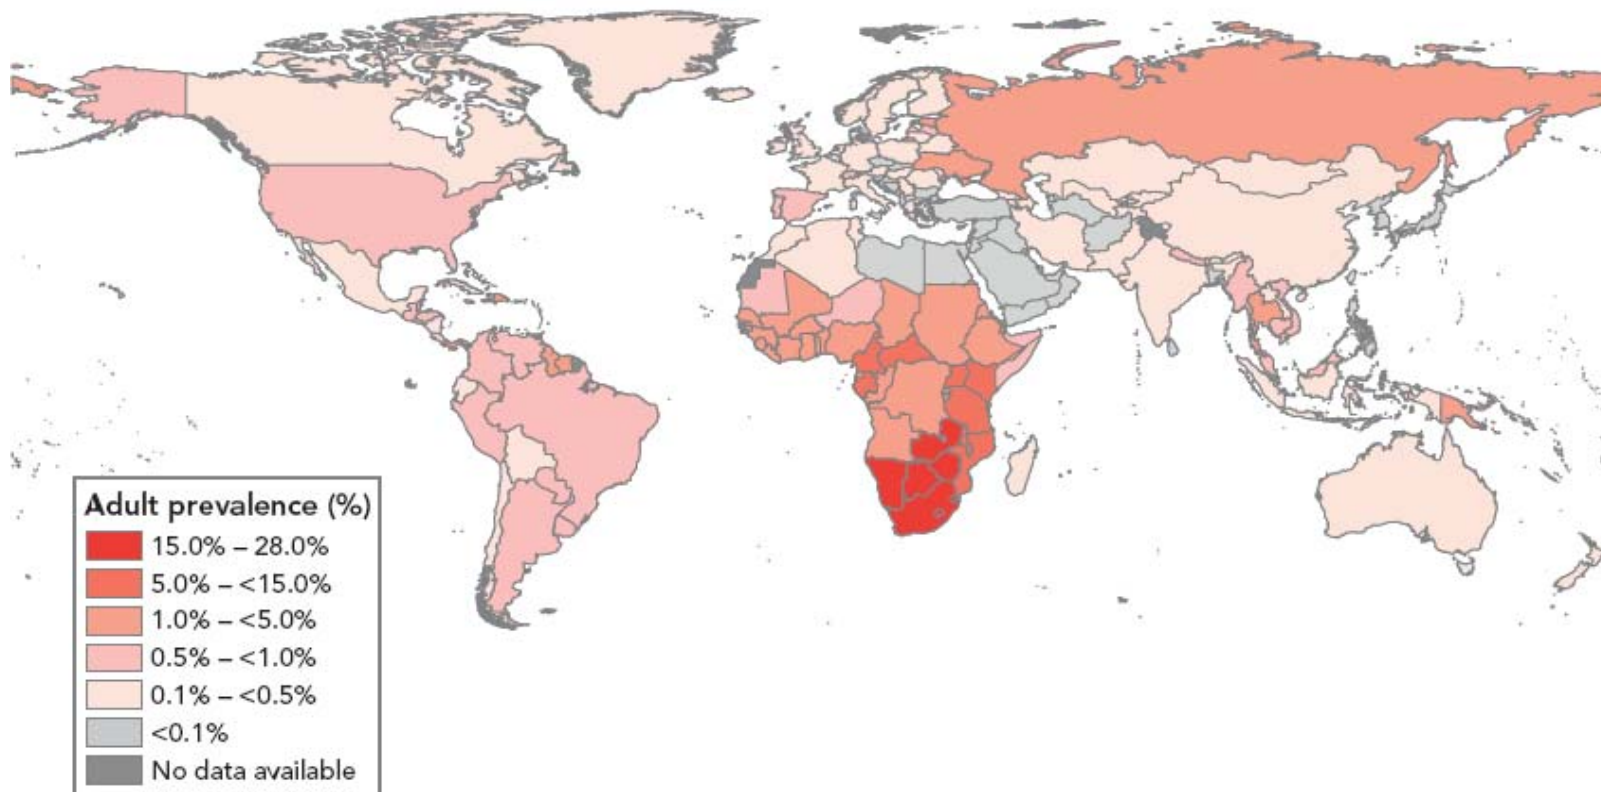 Adult prevalence (%)
15.0% – 28.0%
5.0% – <15.0%
1.0% – <5.0%
0.5% – <1.0%
0.1% – <0.5%
<0.1%
No data available